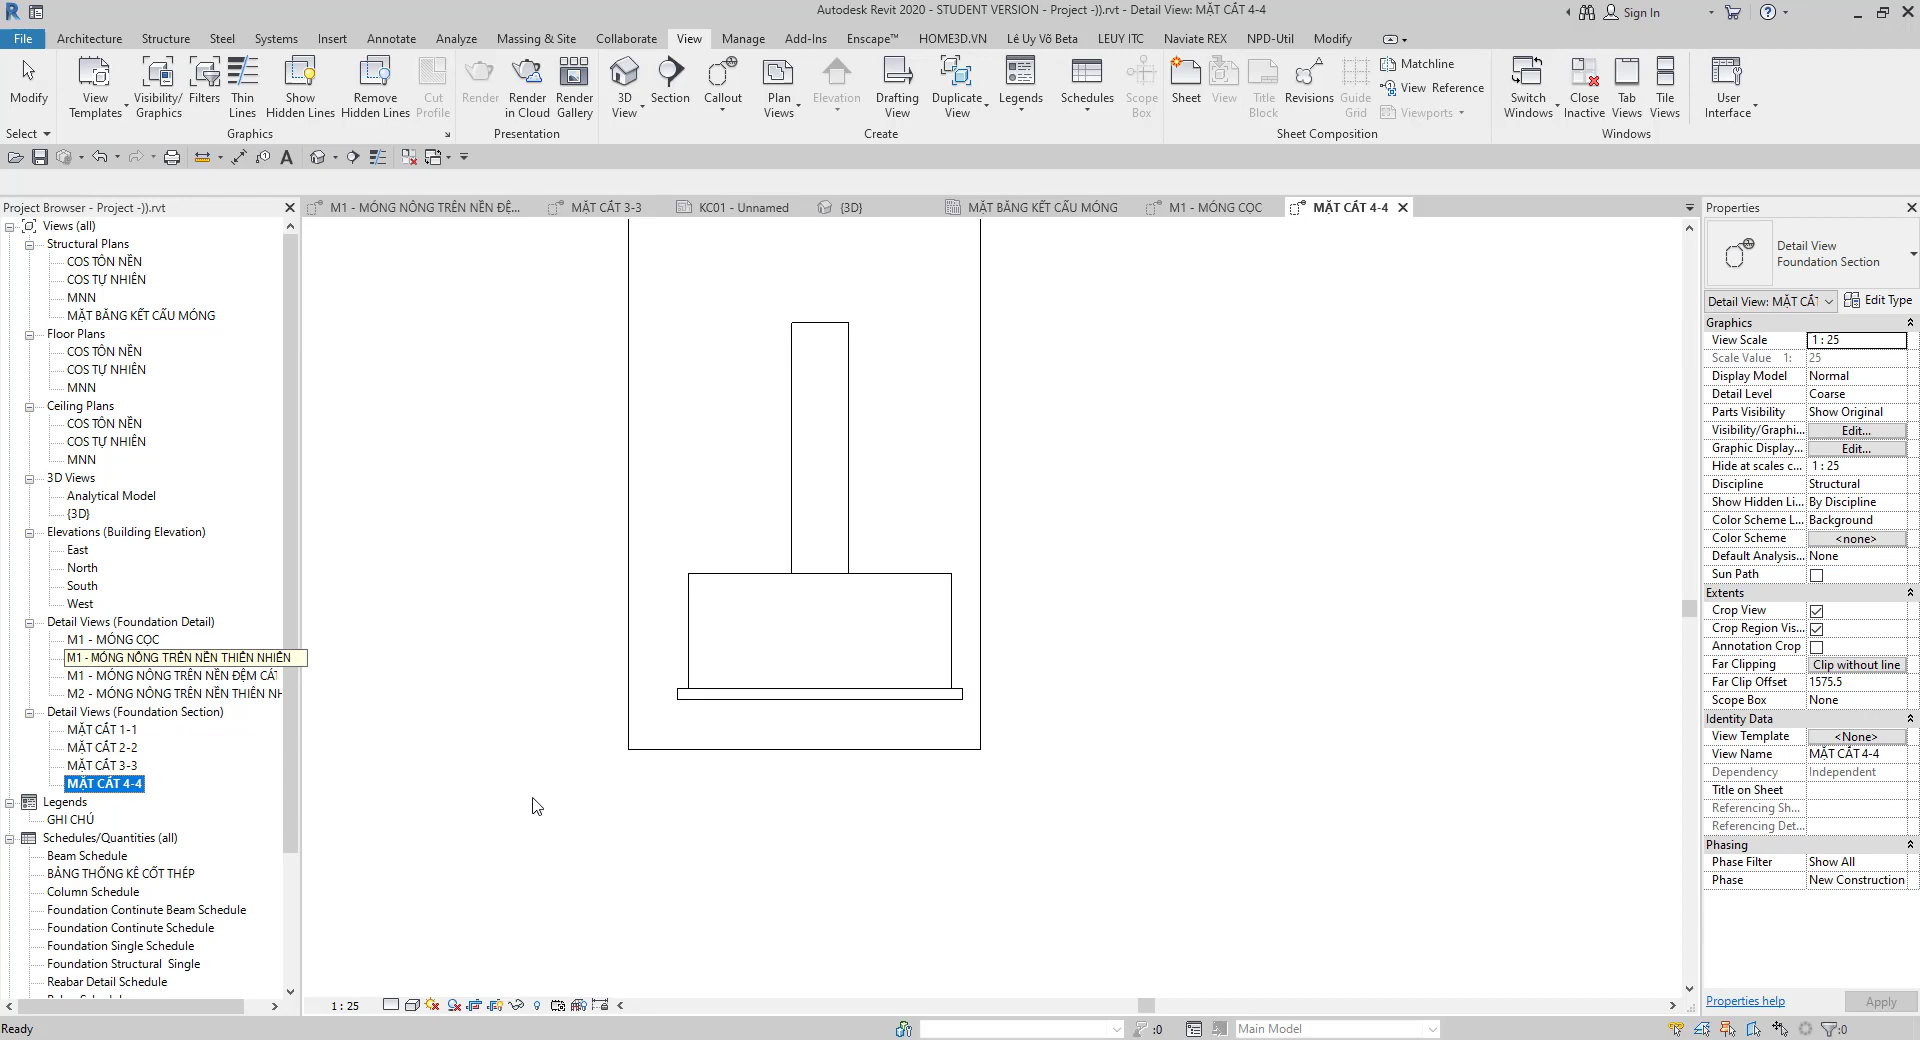 Autodesk Revit 2020 - STUDENT VERSION - Project -)).rvt - Detail View: MẶT CẮT 4-4
Sign In
File Architecture Structure Steel Systems Insert Annotate Analyze Massing & Site Collaborate View Manage Add-Ins Enscape™ HOME3D.VN Lê Uy Võ Beta LEUY ITC Naviate REX NPD-Util Modify
Modify
View Templates
Visibility/ Graphics
Filters
Thin Lines
Show Hidden Lines
Remove Hidden Lines
Cut Profile
Render
Render in Cloud
Render Gallery
3D View
Section
Callout
Plan Views
Elevation
Drafting View
Duplicate View
Legends
Schedules
Scope Box
Sheet
View
Title Block
Revisions
Guide Grid
Matchline
View Reference
Viewports
Switch Windows
Close Inactive
Tab Views
Tile Views
User Interface
Select Graphics Presentation Create Sheet Composition Windows
Project Browser - Project -)).rvt
Views (all)
Structural Plans
COS TÔN NỀN
COS TỰ NHIÊN
MNN
MẶT BẰNG KẾT CẤU MÓNG
Floor Plans
COS TÔN NỀN
COS TỰ NHIÊN
MNN
Ceiling Plans
COS TÔN NỀN
COS TỰ NHIÊN
MNN
3D Views
Analytical Model
{3D}
Elevations (Building Elevation)
East
North
South
West
Detail Views (Foundation Detail)
M1 - MÓNG CỌC
M1 - MÓNG NÔNG TRÊN NỀN THIÊN NHIÊN
M1 - MÓNG NÔNG TRÊN NỀN ĐỆM CÁT
M2 - MÓNG NÔNG TRÊN NỀN THIÊN NH
Detail Views (Foundation Section)
MẶT CẮT 1-1
MẶT CẮT 2-2
MẶT CẮT 3-3
MẶT CẮT 4-4
Legends
GHI CHÚ
Schedules/Quantities (all)
Beam Schedule
BẢNG THỐNG KÊ CỐT THÉP
Column Schedule
Foundation Continute Beam Schedule
Foundation Continute Schedule
Foundation Single Schedule
Foundation Structural Single
Reabar Detail Schedule
M1 - MÓNG NÔNG TRÊN NỀN ĐỆ... MẶT CẮT 3-3 KC01 - Unnamed {3D} MẶT BẰNG KẾT CẤU MÓNG M1 - MÓNG CỌC MẶT CẮT 4-4
1 : 25
Properties
Detail View
Foundation Section
Detail View: MẶT CẮT Edit Type
Graphics
View Scale 1 : 25
Scale Value 1: 25
Display Model Normal
Detail Level Coarse
Parts Visibility Show Original
Visibility/Graphi... Edit...
Graphic Display... Edit...
Hide at scales c... 1 : 25
Discipline Structural
Show Hidden Li... By Discipline
Color Scheme L... Background
Color Scheme <none>
Default Analysis... None
Sun Path
Extents
Crop View
Crop Region Vis...
Annotation Crop
Far Clipping Clip without line
Far Clip Offset 1575.5
Scope Box None
Identity Data
View Template <None>
View Name MẶT CẮT 4-4
Dependency Independent
Title on Sheet
Referencing Sh...
Referencing Det...
Phasing
Phase Filter Show All
Phase New Construction
Properties help Apply
Ready :0 Main Model :0